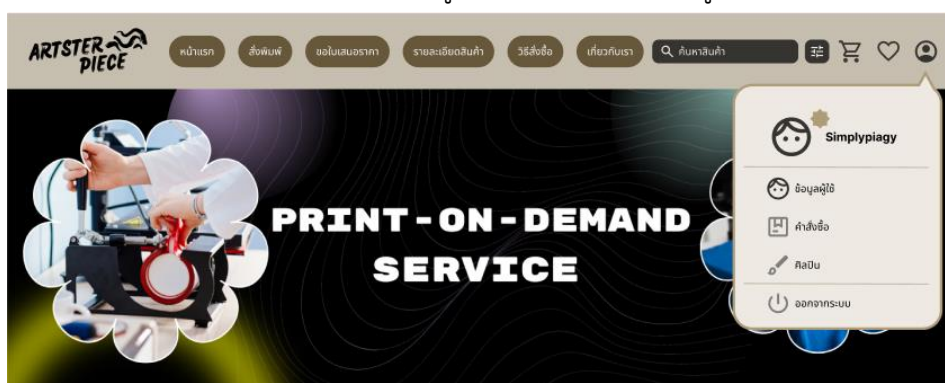 ARTSTER
PIECE
หน้าแรก
สั่งพิมพ์
ขอใบเสนอราคา
รายละเอียดสินค้า
วิธีสั่งซื้อ
เกี่ยวกับเรา
ค้นหาสินค้า
Simplypiagy
ข้อมูลผู้ใช้
คำสั่งซื้อ
ศิลปิน
ออกจากระบบ
PRINT-ON-DEMAND
SERVICE